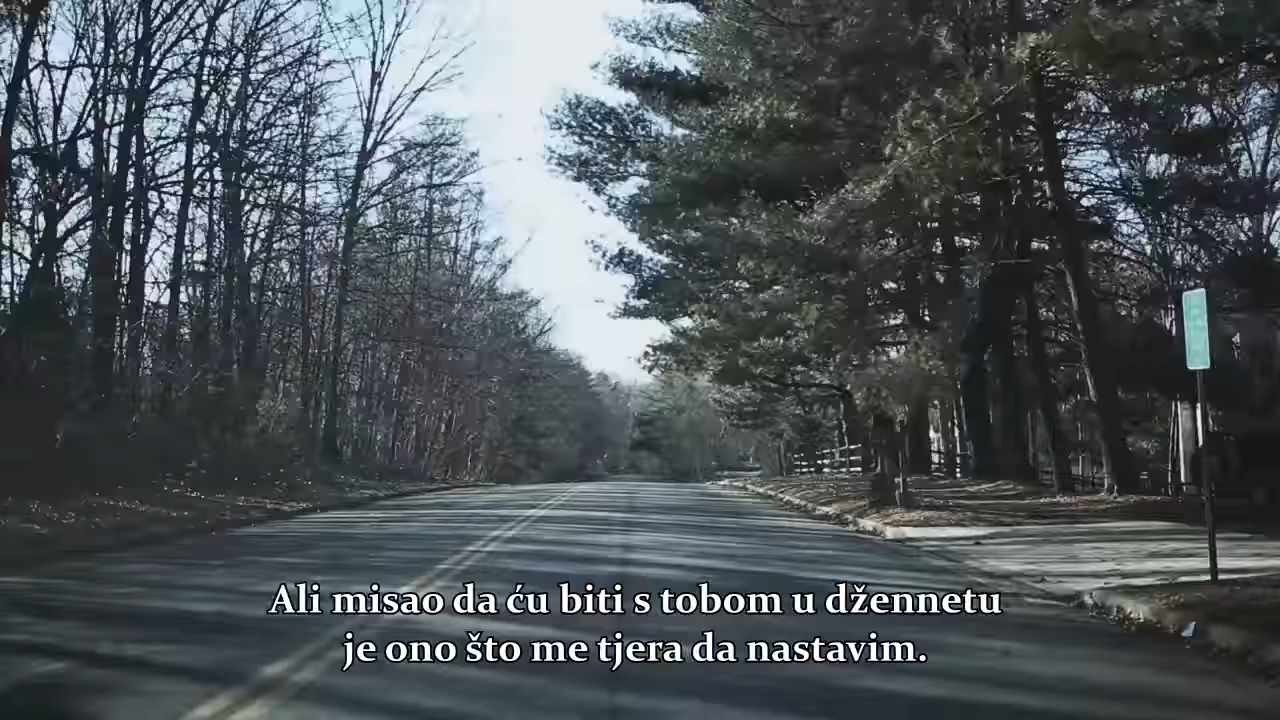 Ali misao da ću biti s tobom u džennetu
je ono što me tjera da nastavim.